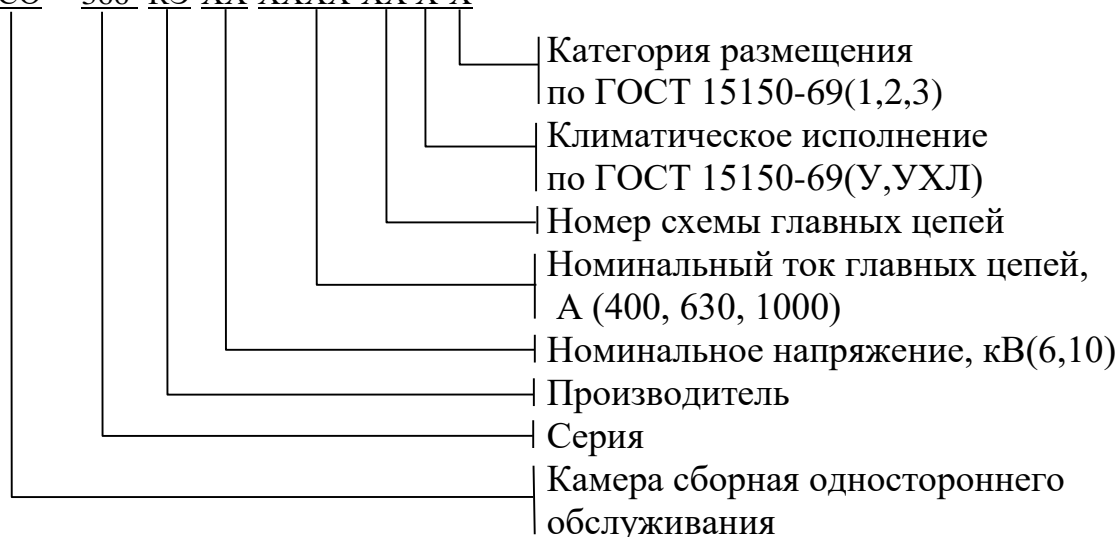 Категория размещения
по ГОСТ 15150-69(1,2,3)
Климатическое исполнение
по ГОСТ 15150-69(У,УХЛ)
Номер схемы главных цепей
Номинальный ток главных цепей,
А (400, 630, 1000)
Номинальное напряжение, кВ(6,10)
Производитель
Серия
Камера сборная одностороннего
обслуживания